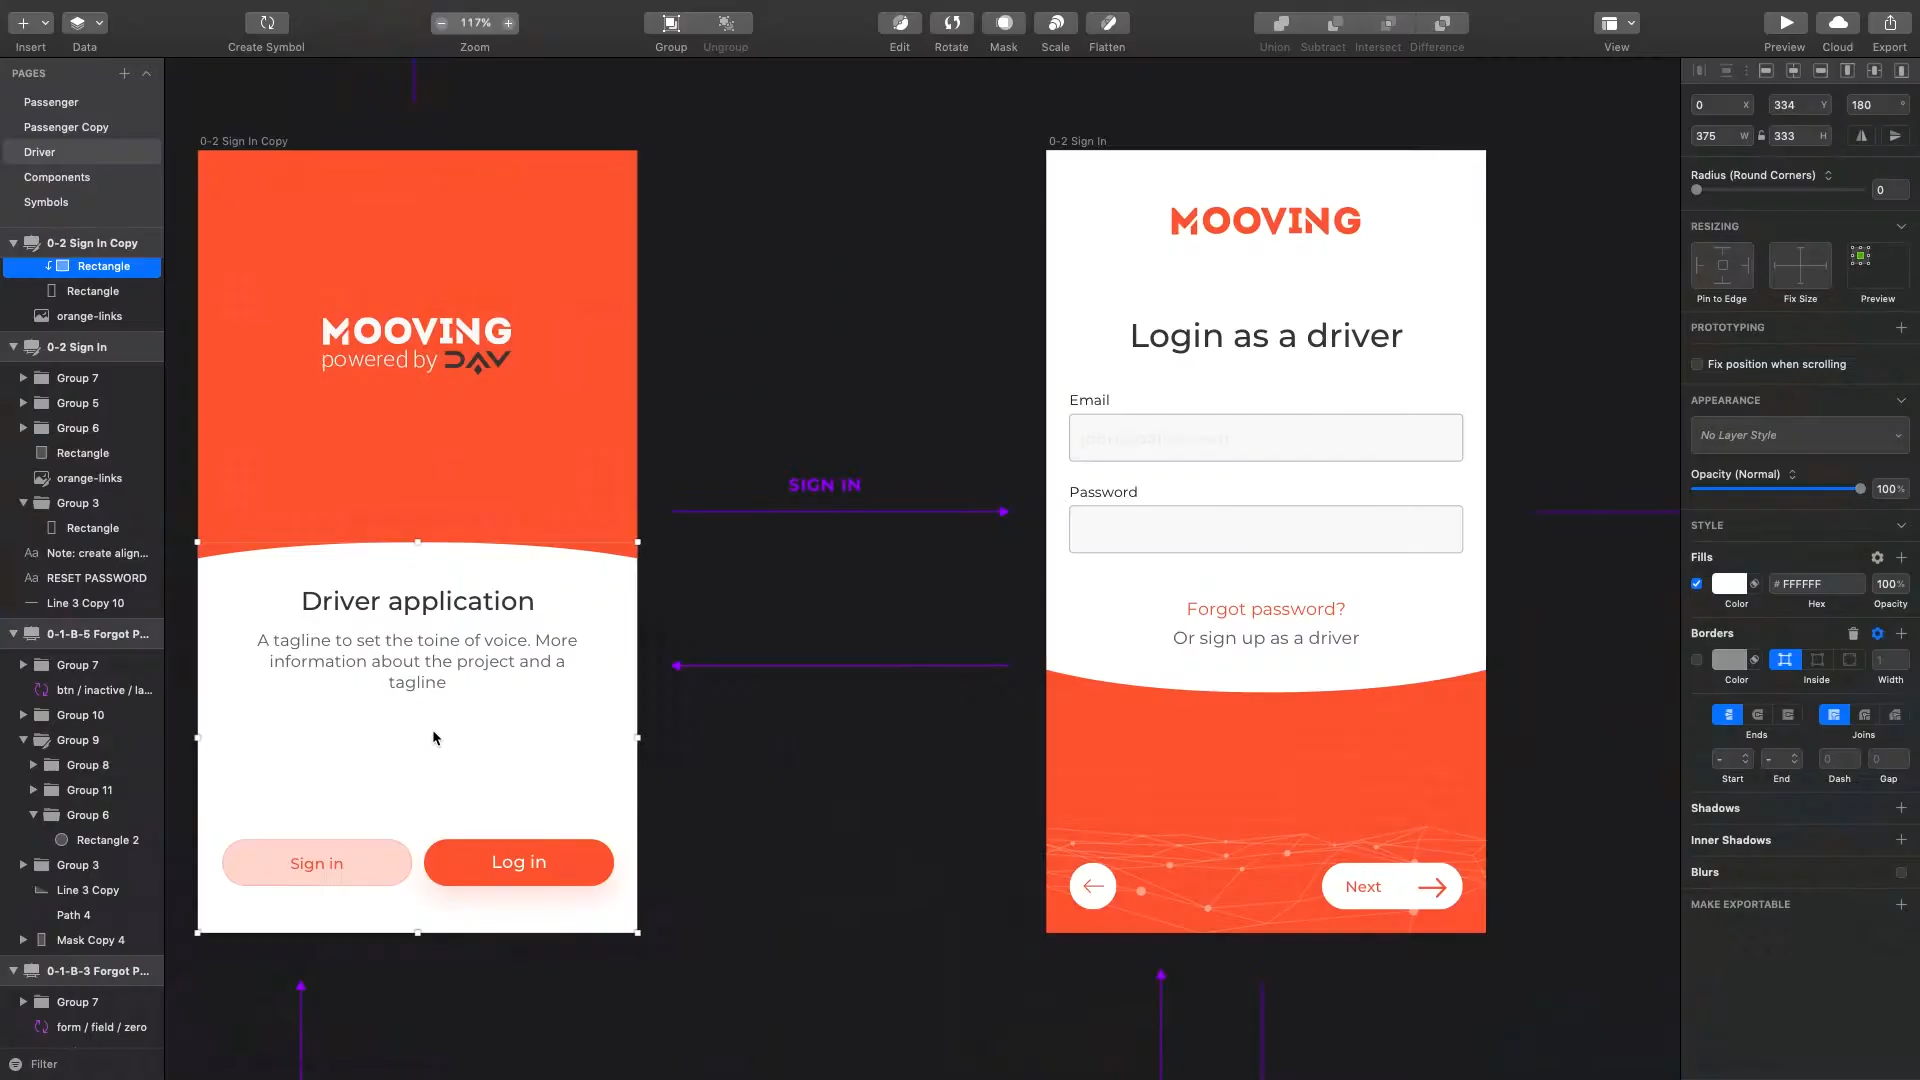 117%
Insert
Data
Create Symbol
Zoom
Group
Ungroup
Edit
Rotate
Mask
Scale
Flatten
Union
Subtract
Intersect
Difference
View
Preview
Cloud
Export
PAGES
Passenger
Passenger Copy
Driver
Components
Symbols
0-2 Sign In Copy
Rectangle
Rectangle
orange-links
0-2 Sign In
Group 7
Group 5
Group 6
Rectangle
orange-links
Group 3
Rectangle
Aa Note: create align...
Aa RESET PASSWORD
Line 3 Copy 10
0-1-B-5 Forgot P...
Group 7
btn / inactive / la...
Group 10
Group 9
Group 8
Group 11
Group 6
Rectangle 2
Group 3
Line 3 Copy
Path 4
Mask Copy 4
0-1-B-3 Forgot P...
Group 7
form / field / zero
Filter
0-2 Sign In Copy
MOOVING
powered by DAV
Driver application
A tagline to set the toine of voice. More
information about the project and a
tagline
Sign in
Log in
SIGN IN
0-2 Sign In
MOOVING
Login as a driver
Email
Password
Forgot password?
Or sign up as a driver
Next
0 X 334 Y 180 °
375 W 333 H
Radius (Round Corners)
0
RESIZING
Pin to Edge
Fix Size
Preview
PROTOTYPING
Fix position when scrolling
APPEARANCE
No Layer Style
Opacity (Normal)
100%
STYLE
Fills
# FFFFFF 100%
Color
Hex
Opacity
Borders
1
Color
Inside
Width
Ends
Joins
- - 0 0
Start
End
Dash
Gap
Shadows
Inner Shadows
Blurs
MAKE EXPORTABLE